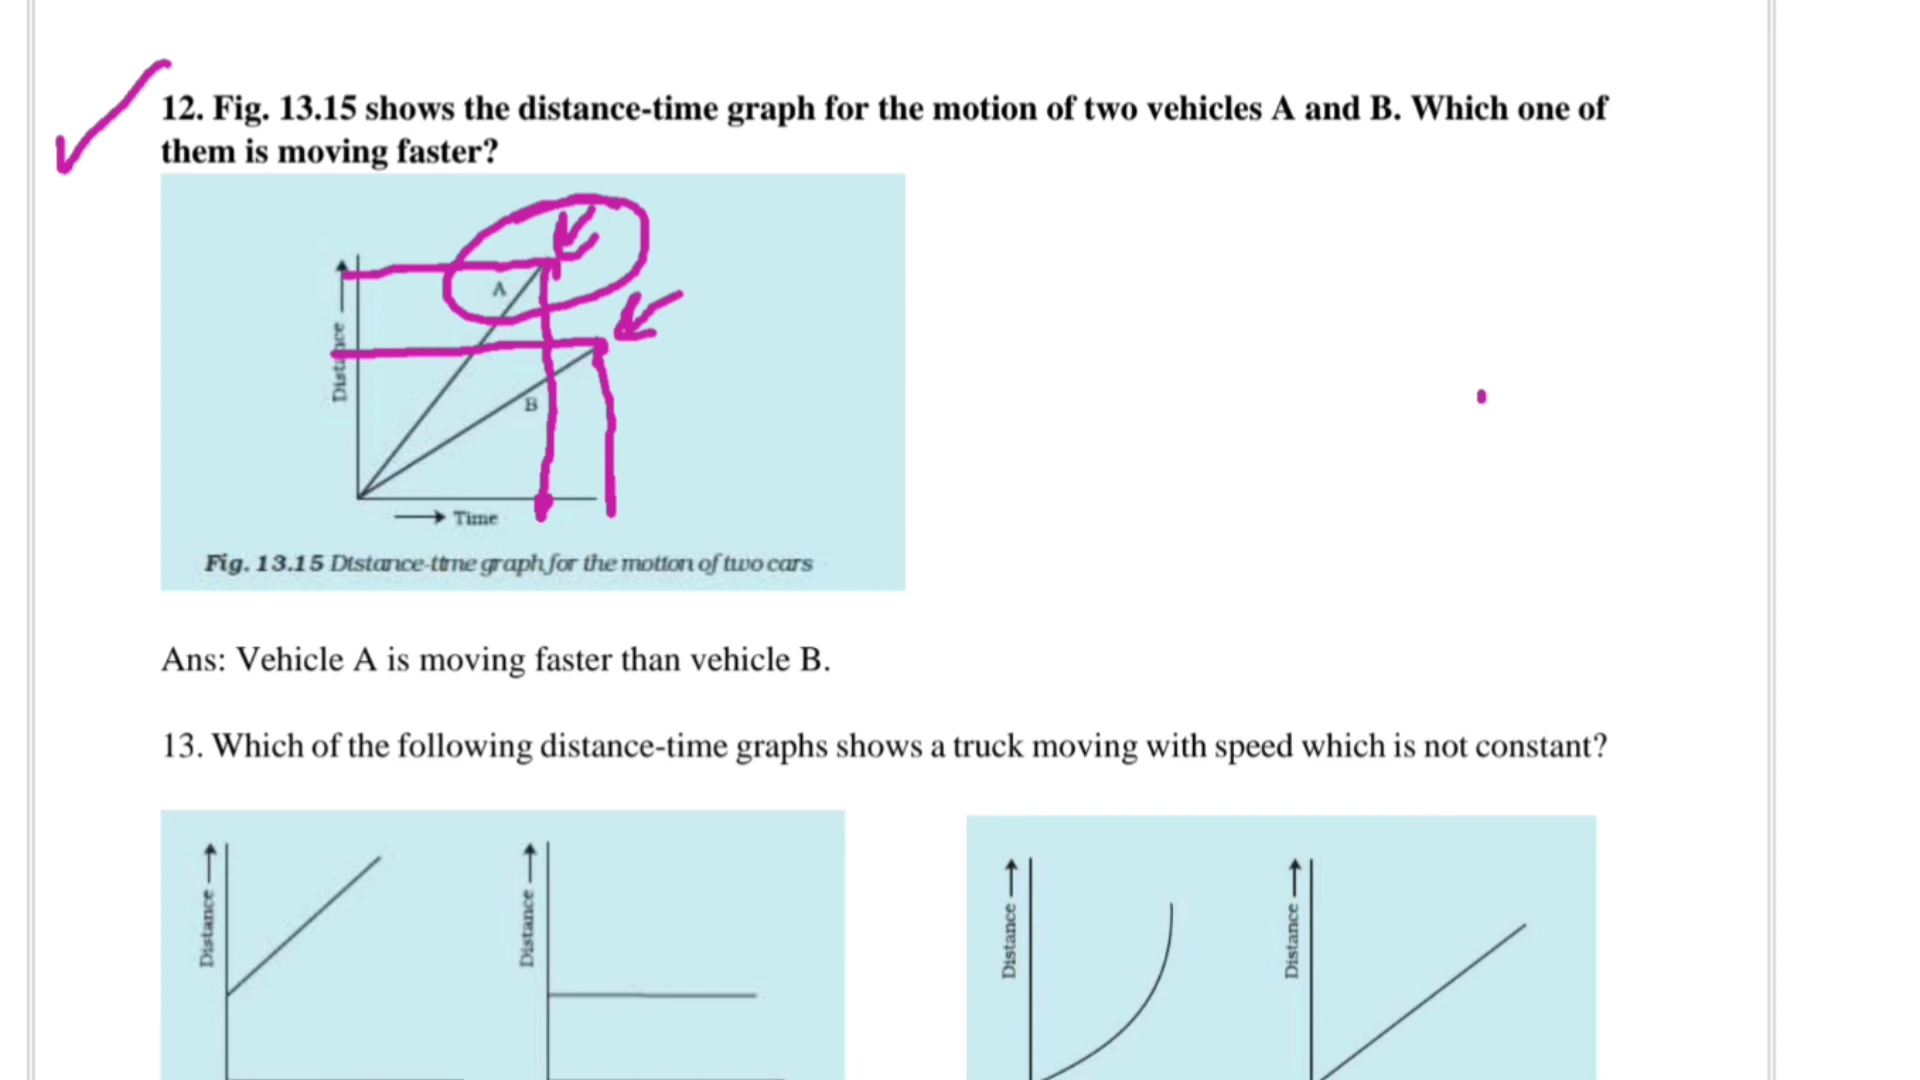 12. Fig. 13.15 shows the distance-time graph for the motion of two vehicles A and B. Which one of
them is moving faster?
A
Distance
B
Time
Fig. 13.15 Distance-time graph for the motion of two cars
Ans: Vehicle A is moving faster than vehicle B.
13. Which of the following distance-time graphs shows a truck moving with speed which is not constant?
Distance
Distance
Distance
Distance